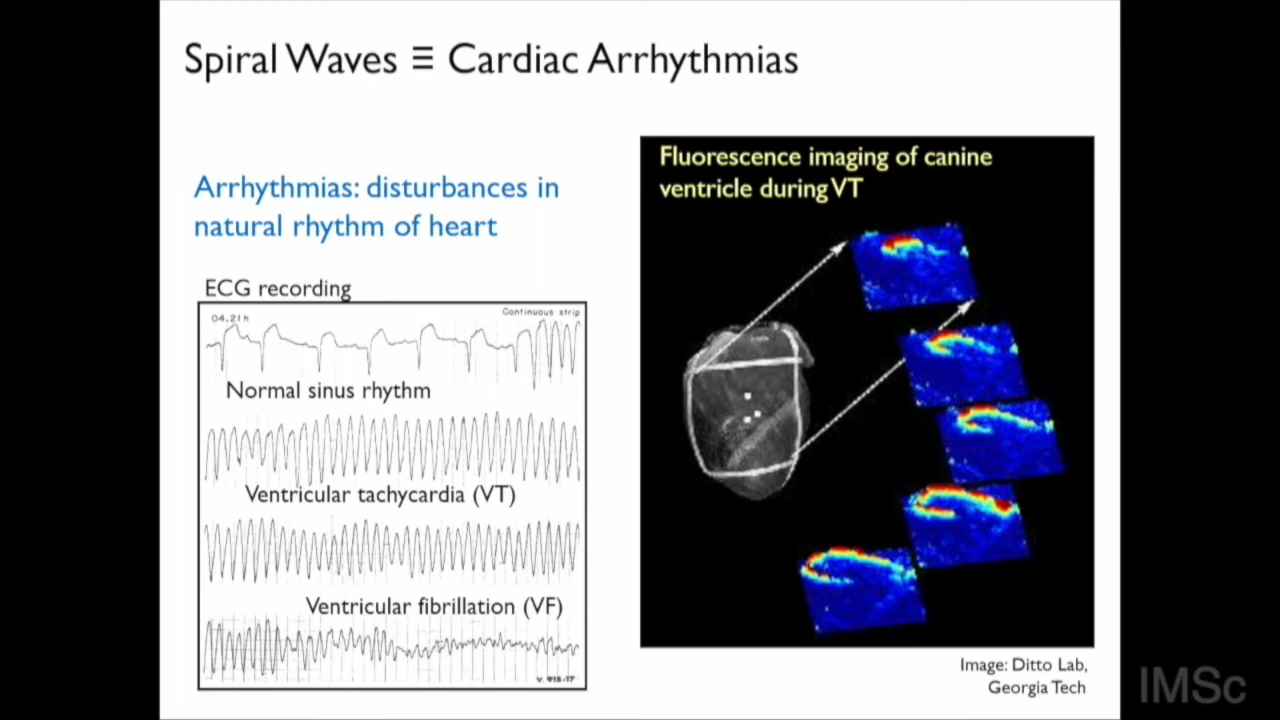 Spiral Waves ≡ Cardiac Arrhythmias
Arrhythmias: disturbances in
natural rhythm of heart
ECG recording
04.21h
Continuous strip
Normal sinus rhythm
Ventricular tachycardia (VT)
Ventricular fibrillation (VF)
Fluorescence imaging of canine
ventricle during VT
Image: Ditto Lab,
Georgia Tech
IMSc